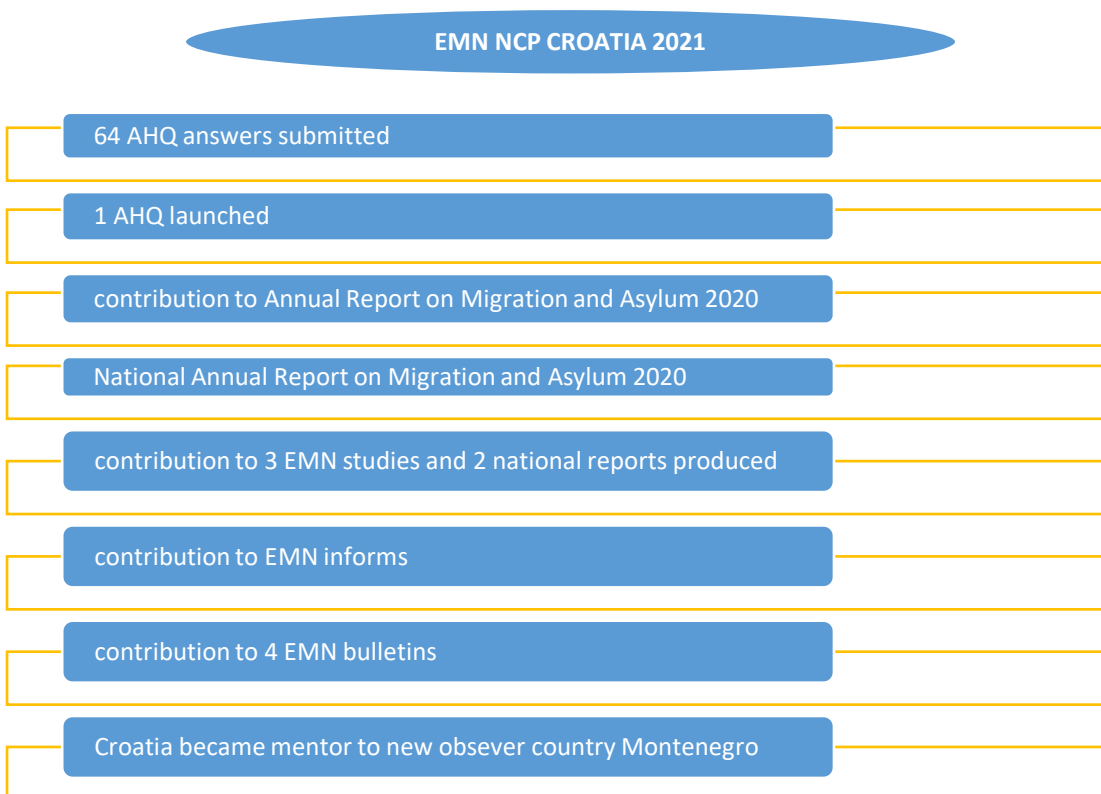 EMN NCP CROATIA 2021
64 AHQ answers submitted
1 AHQ launched
contribution to Annual Report on Migration and Asylum 2020
National Annual Report on Migration and Asylum 2020
contribution to 3 EMN studies and 2 national reports produced
contribution to EMN informs
contribution to 4 EMN bulletins
Croatia became mentor to new obsever country Montenegro